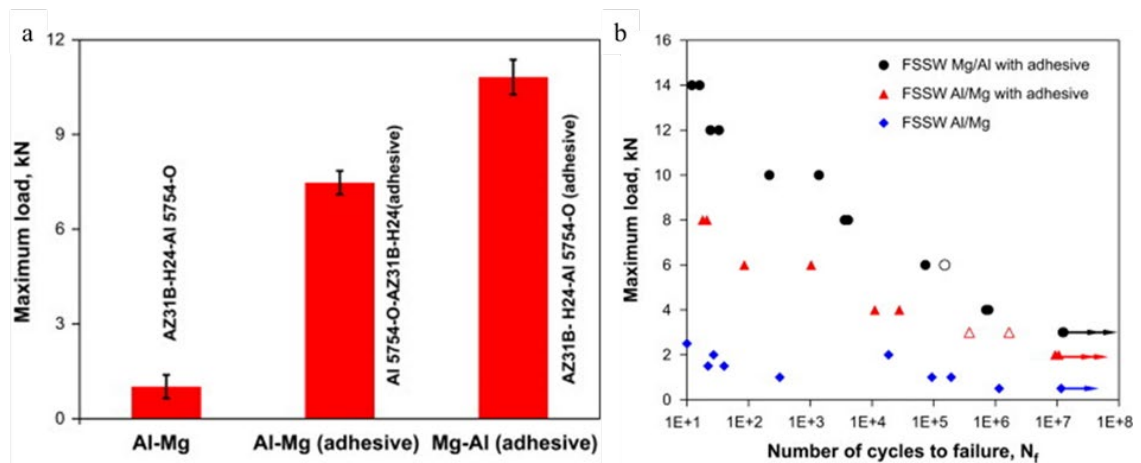 a
Maximum load, kN
12
9
6
3
0
AZ31B-H24-Al 5754-O
Al 5754-O-AZ31B-H24(adhesive)
AZ31B- H24-Al 5754-O (adhesive)
Al-Mg
Al-Mg (adhesive)
Mg-Al (adhesive)
b
Maximum load, kN
16
14
12
10
8
6
4
2
0
FSSW Mg/Al with adhesive
FSSW Al/Mg with adhesive
FSSW Al/Mg
1E+1
1E+2
1E+3
1E+4
1E+5
1E+6
1E+7
1E+8
Number of cycles to failure, Nf